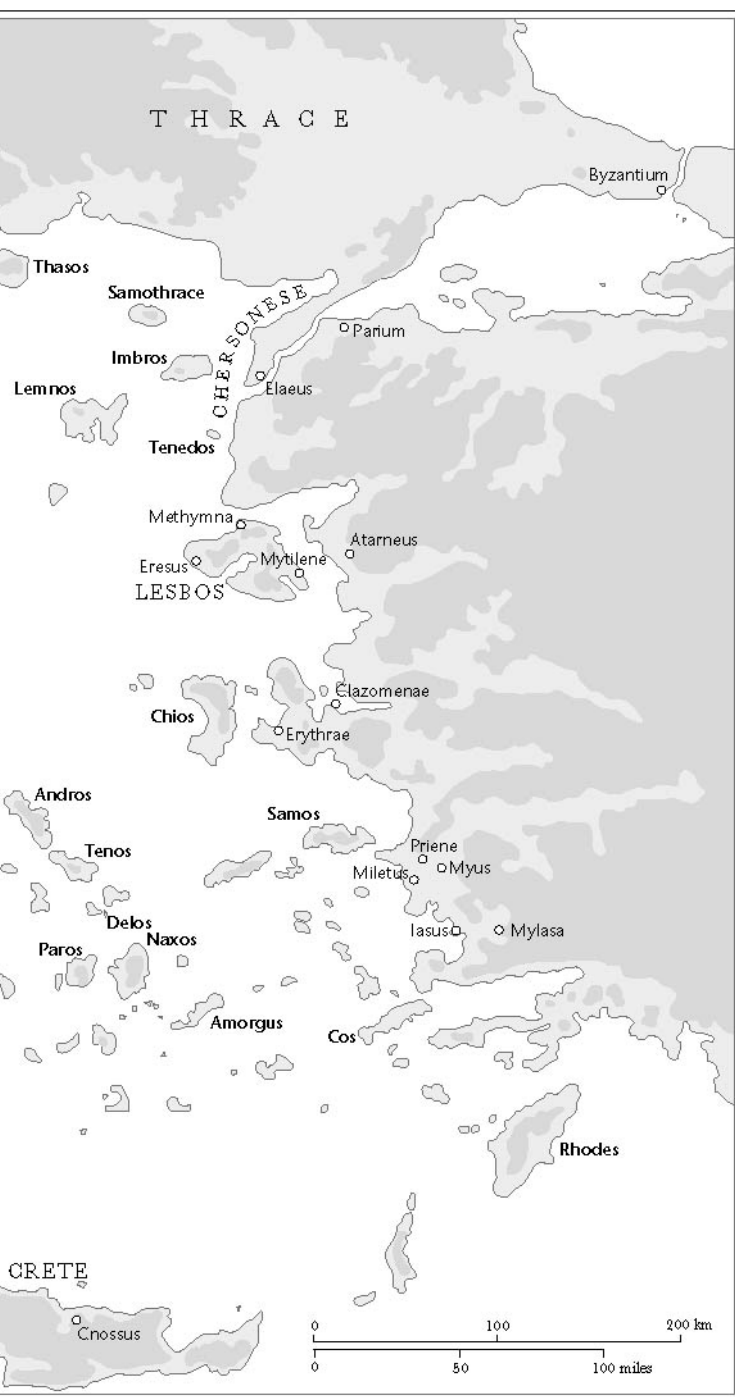 T H R A C E
Byzantium
Thasos
Samothrace
CHERSONESE
Parium
Imbros
Elaeus
Lemnos
Tenedos
Methymna
Atarneus
Eresus
Mytilene
LESBOS
Clazomenae
Chios
Erythrae
Andros
Samos
Tenos
Priene
Myus
Miletus
Delos
Iasus
Mylasa
Naxos
Paros
Amorgus
Cos
Rhodes
CRETE
Cnossus
0 100 200 km
0 50 100 miles